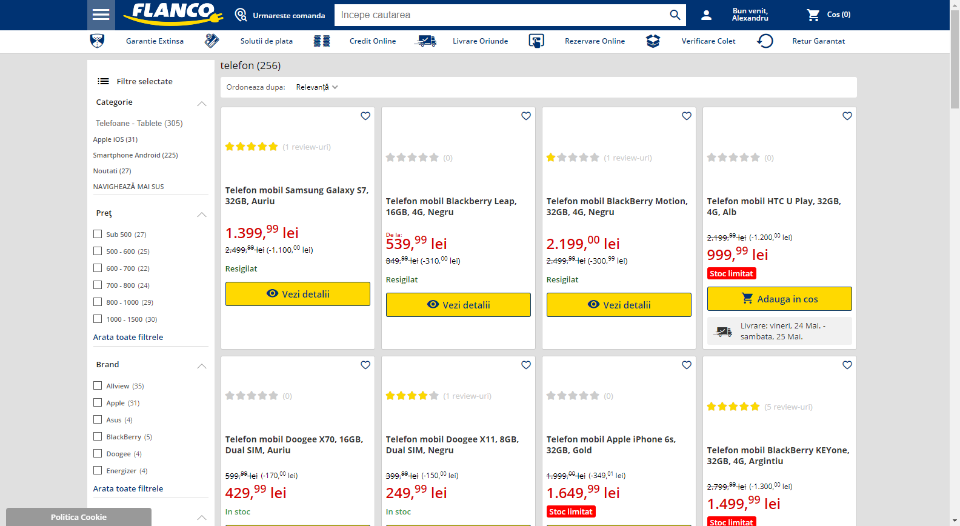 FLANCO
Urmareste comanda
Incepe cautarea
Bun venit,
Alexandru
Cos (0)
Garantie Extinsa
Solutii de plata
Credit Online
Livrare Oriunde
Rezervare Online
Verificare Colet
Retur Garantat
Filtre selectate
Categorie
Telefoane - Tablete (305)
Apple iOS (31)
Smartphone Android (225)
Noutati (27)
NAVIGHEAZĂ MAI SUS
Preţ
Sub 500 (27)
500 - 600 (25)
600 - 700 (22)
700 - 800 (24)
800 - 1000 (29)
1000 - 1500 (30)
Arata toate filtrele
Brand
Allview (35)
Apple (31)
Asus (4)
BlackBerry (5)
Doogee (4)
Energizer (4)
Arata toate filtrele
Politica Cookie
telefon (256)
Ordoneaza dupa: Relevanţă
(1 review-uri)
Telefon mobil Samsung Galaxy S7,
32GB, Auriu
1.399,99 lei
2.499,99 lei (-1.100,00 lei)
Resigilat
Vezi detalii
(0)
Telefon mobil Blackberry Leap,
16GB, 4G, Negru
De la:
539,99 lei
849,99 lei (-310,00 lei)
Resigilat
Vezi detalii
(1 review-uri)
Telefon mobil BlackBerry Motion,
32GB, 4G, Negru
2.199,00 lei
2.499,99 lei (-300,99 lei)
Resigilat
Vezi detalii
(0)
Telefon mobil HTC U Play, 32GB,
4G, Alb
2.199,99 lei (-1.200,00 lei)
999,99 lei
Stoc limitat
Adauga in cos
Livrare: vineri, 24 Mai. -
sambata, 25 Mai.
(0)
Telefon mobil Doogee X70, 16GB,
Dual SIM, Auriu
599,99 lei (-170,00 lei)
429,99 lei
In stoc
(1 review-uri)
Telefon mobil Doogee X11, 8GB,
Dual SIM, Negru
399,99 lei (-150,00 lei)
249,99 lei
In stoc
(0)
Telefon mobil Apple iPhone 6s,
32GB, Gold
1.999,00 lei (-349,01 lei)
1.649,99 lei
Stoc limitat
(5 review-uri)
Telefon mobil BlackBerry KEYone,
32GB, 4G, Argintiu
2.799,99 lei (-1.300,00 lei)
1.499,99 lei
Stoc limitat